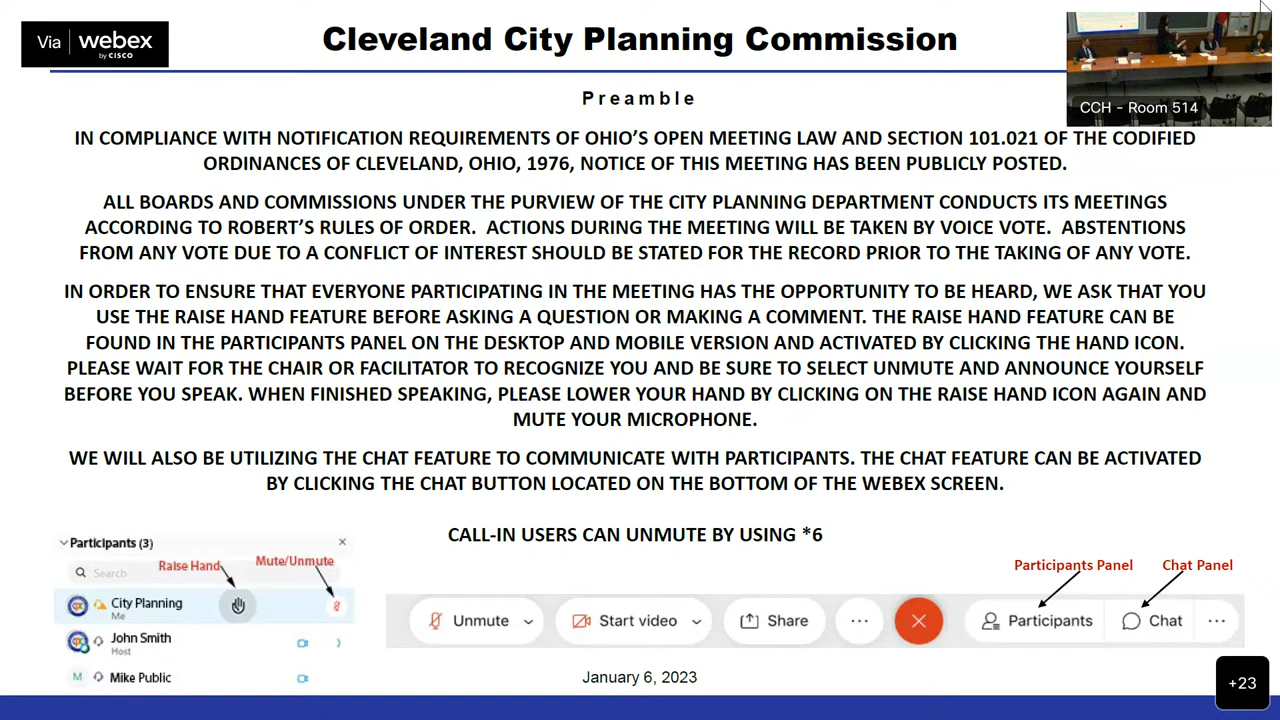 Via webex
by CISCO
Cleveland City Planning Commission
CCH - Room 514
Preamble
IN COMPLIANCE WITH NOTIFICATION REQUIREMENTS OF OHIO'S OPEN MEETING LAW AND SECTION 101.021 OF THE CODIFIED
ORDINANCES OF CLEVELAND, OHIO, 1976, NOTICE OF THIS MEETING HAS BEEN PUBLICLY POSTED.
ALL BOARDS AND COMMISSIONS UNDER THE PURVIEW OF THE CITY PLANNING DEPARTMENT CONDUCTS ITS MEETINGS
ACCORDING TO ROBERT'S RULES OF ORDER. ACTIONS DURING THE MEETING WILL BE TAKEN BY VOICE VOTE. ABSTENTIONS
FROM ANY VOTE DUE TO A CONFLICT OF INTEREST SHOULD BE STATED FOR THE RECORD PRIOR TO THE TAKING OF ANY VOTE.
IN ORDER TO ENSURE THAT EVERYONE PARTICIPATING IN THE MEETING HAS THE OPPORTUNITY TO BE HEARD, WE ASK THAT YOU
USE THE RAISE HAND FEATURE BEFORE ASKING A QUESTION OR MAKING A COMMENT. THE RAISE HAND FEATURE CAN BE
FOUND IN THE PARTICIPANTS PANEL ON THE DESKTOP AND MOBILE VERSION AND ACTIVATED BY CLICKING THE HAND ICON.
PLEASE WAIT FOR THE CHAIR OR FACILITATOR TO RECOGNIZE YOU AND BE SURE TO SELECT UNMUTE AND ANNOUNCE YOURSELF
BEFORE YOU SPEAK. WHEN FINISHED SPEAKING, PLEASE LOWER YOUR HAND BY CLICKING ON THE RAISE HAND ICON AGAIN AND
MUTE YOUR MICROPHONE.
WE WILL ALSO BE UTILIZING THE CHAT FEATURE TO COMMUNICATE WITH PARTICIPANTS. THE CHAT FEATURE CAN BE ACTIVATED
BY CLICKING THE CHAT BUTTON LOCATED ON THE BOTTOM OF THE WEBEX SCREEN.
CALL-IN USERS CAN UNMUTE BY USING *6
Participants (3)
Search
Raise Hand
Mute/Unmute
City Planning
Me
John Smith
Host
M Mike Public
Participants Panel
Chat Panel
Unmute
Start video
Share
Participants
Chat
January 6, 2023
+23